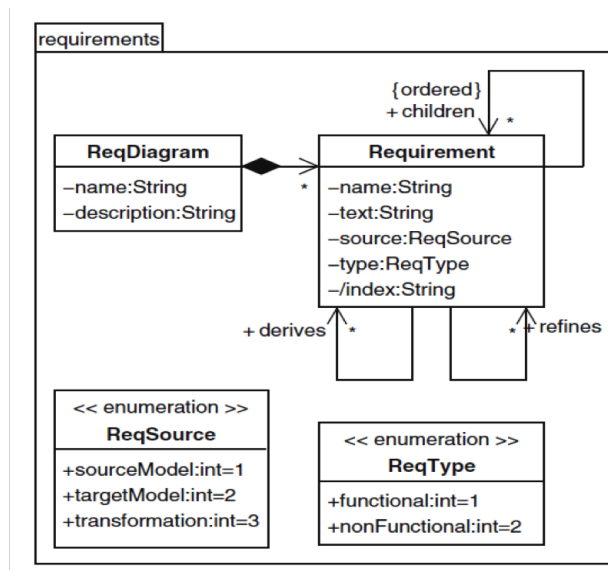 requirements
{ordered}
+ children
*
ReqDiagram
–name:String
–description:String
*
Requirement
–name:String
–text:String
–source:ReqSource
–type:ReqType
–/index:String
+ derives
*
*
+ refines
<< enumeration >>
ReqSource
+sourceModel:int=1
+targetModel:int=2
+transformation:int=3
<< enumeration >>
ReqType
+functional:int=1
+nonFunctional:int=2